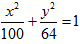 x²/100 + y²/64 = 1